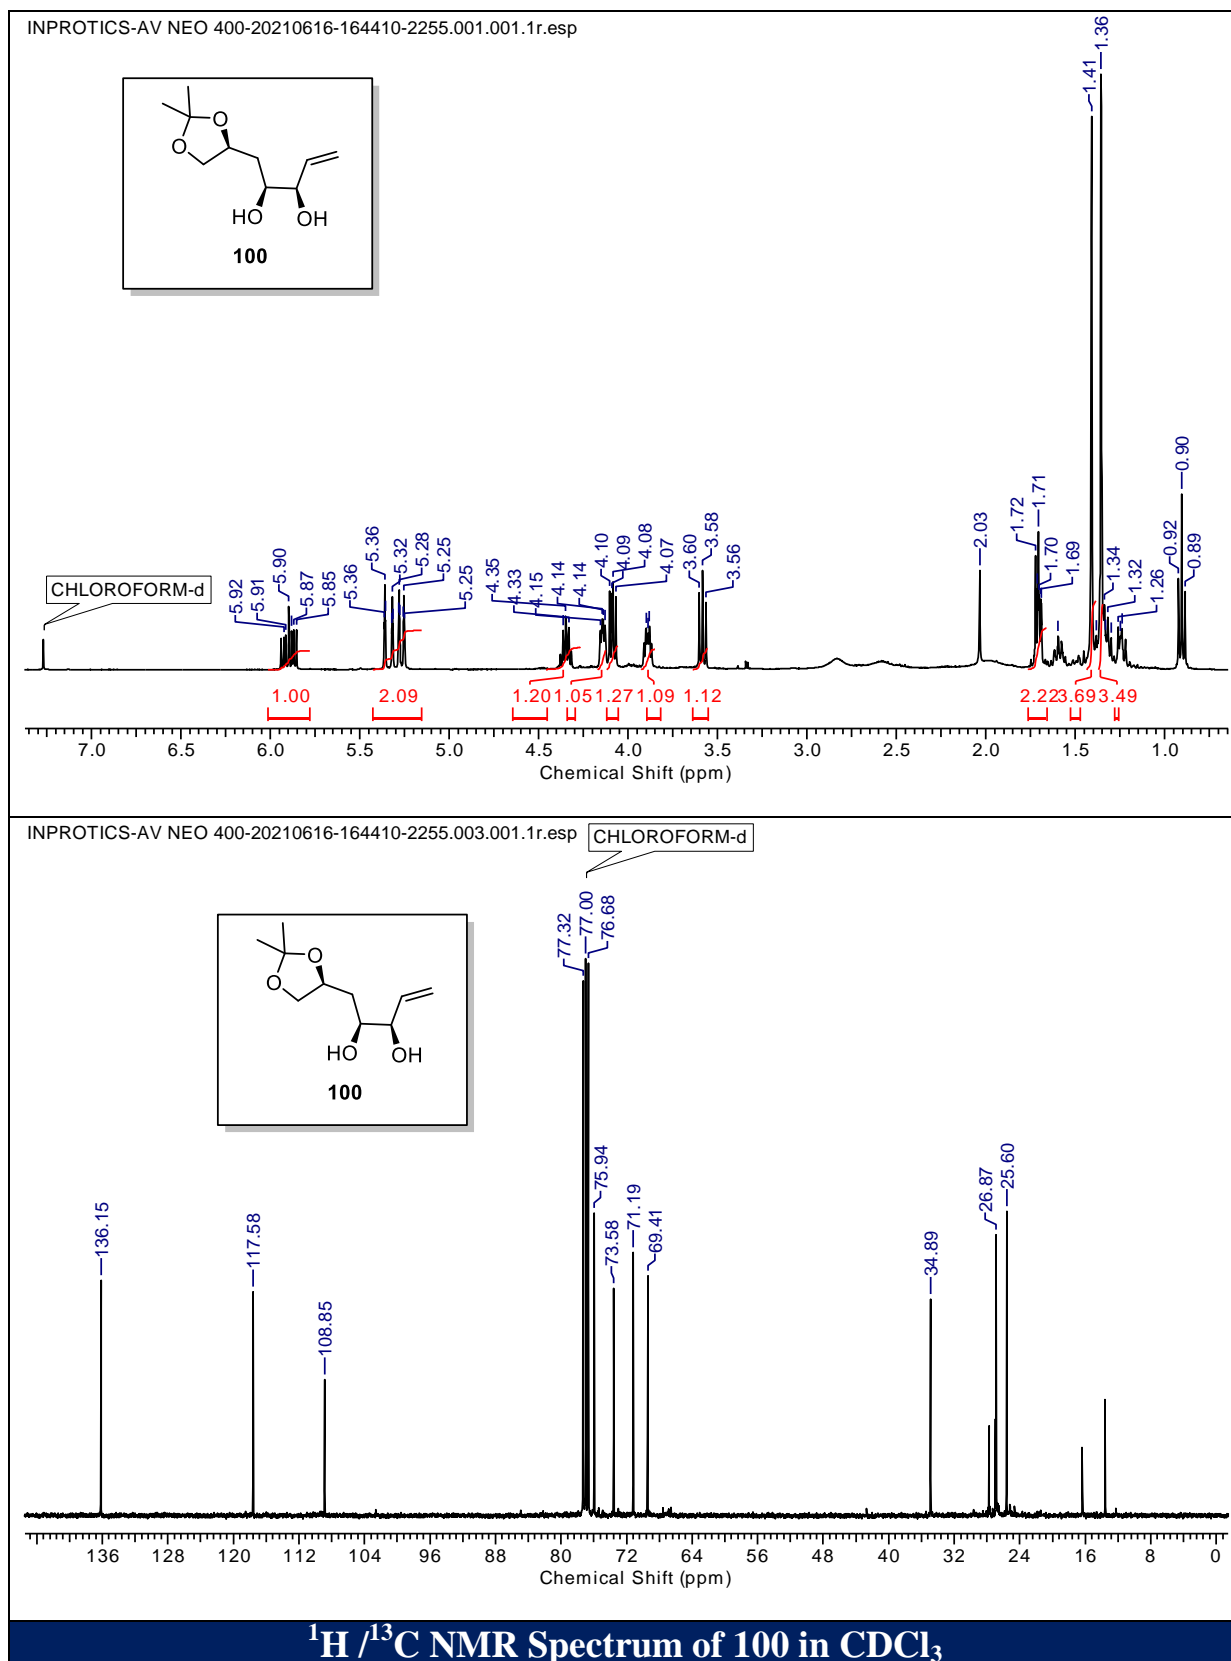 INPROTICS-AV NEO 400-20210616-164410-2255.001.001.1r.esp
O
O
HO
OH
100
CHLOROFORM-d
5.92
5.91
5.90
5.87
5.85
5.36
5.36
5.32
5.28
5.25
5.25
4.35
4.33
4.15
4.14
4.14
4.10
4.09
4.08
4.07
3.60
3.58
3.56
2.03
1.72
1.71
1.70
1.69
1.41
1.36
1.34
1.32
1.26
0.92
0.90
0.89
1.00 2.09 1.20 1.05 1.27 1.09 1.12 2.22 3.69 3.49
7.0 6.5 6.0 5.5 5.0 4.5 4.0 3.5 3.0 2.5 2.0 1.5 1.0
Chemical Shift (ppm)
INPROTICS-AV NEO 400-20210616-164410-2255.003.001.1r.esp
CHLOROFORM-d
O
O
HO
OH
100
136.15
117.58
108.85
77.32
77.00
76.68
75.94
73.58
71.19
69.41
34.89
26.87
25.60
136 128 120 112 104 96 88 80 72 64 56 48 40 32 24 16 8 0
Chemical Shift (ppm)
¹H /¹³C NMR Spectrum of 100 in CDCl₃